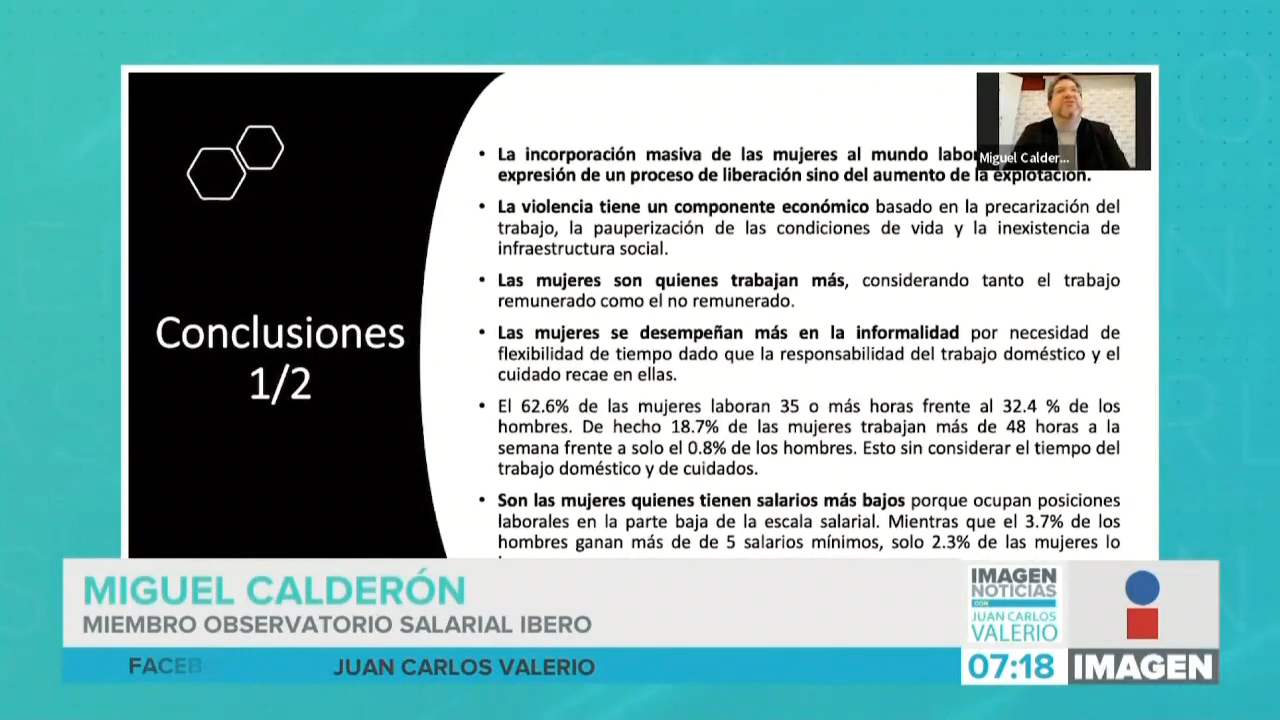 Conclusiones
1/2
• La incorporación masiva de las mujeres al mundo
expresión de un proceso de liberación sino del aumento de la explotación.
• La violencia tiene un componente económico basado en la precarización del
trabajo, la pauperización de las condiciones de vida y la inexistencia de
infraestructura social.
• Las mujeres son quienes trabajan más, considerando tanto el trabajo
remunerado como el no remunerado.
• Las mujeres se desempeñan más en la informalidad por necesidad de
flexibilidad de tiempo dado que la responsabilidad del trabajo doméstico y el
cuidado recae en ellas.
• El 62.6% de las mujeres laboran 35 o más horas frente al 32.4 % de los
hombres. De hecho 18.7% de las mujeres trabajan más de 48 horas a la
semana frente a solo el 0.8% de los hombres. Esto sin considerar el tiempo del
trabajo doméstico y de cuidados.
• Son las mujeres quienes tienen salarios más bajos porque ocupan posiciones
laborales en la parte baja de la escala salarial. Mientras que el 3.7% de los
hombres ganan más de de 5 salarios mínimos, solo 2.3% de las mujeres lo
Miguel Calder...
MIGUEL CALDERÓN
MIEMBRO OBSERVATORIO SALARIAL IBERO
FACEB
JUAN CARLOS VALERIO
IMAGEN
NOTICIAS
CON
JUAN CARLOS
VALERIO
07:18
IMAGEN